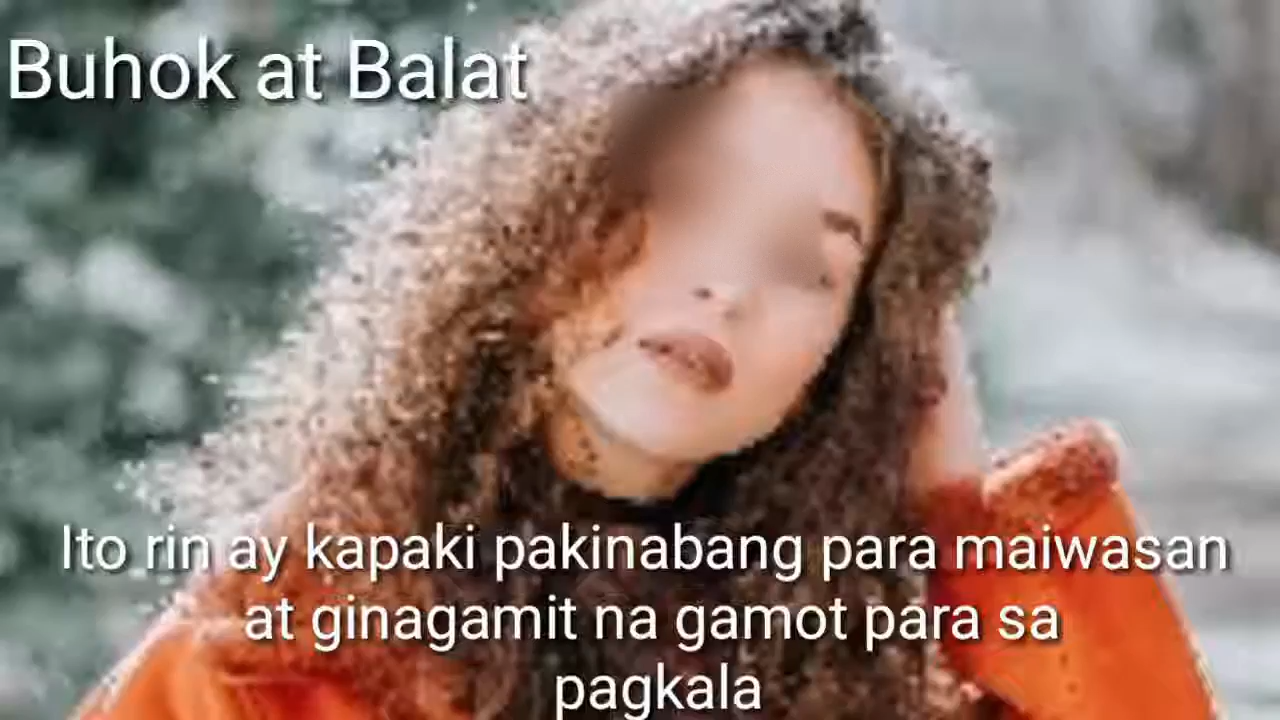 Buhok at Balat
Ito rin ay kapaki pakinabang para maiwasan
at ginagamit na gamot para sa
pagkala